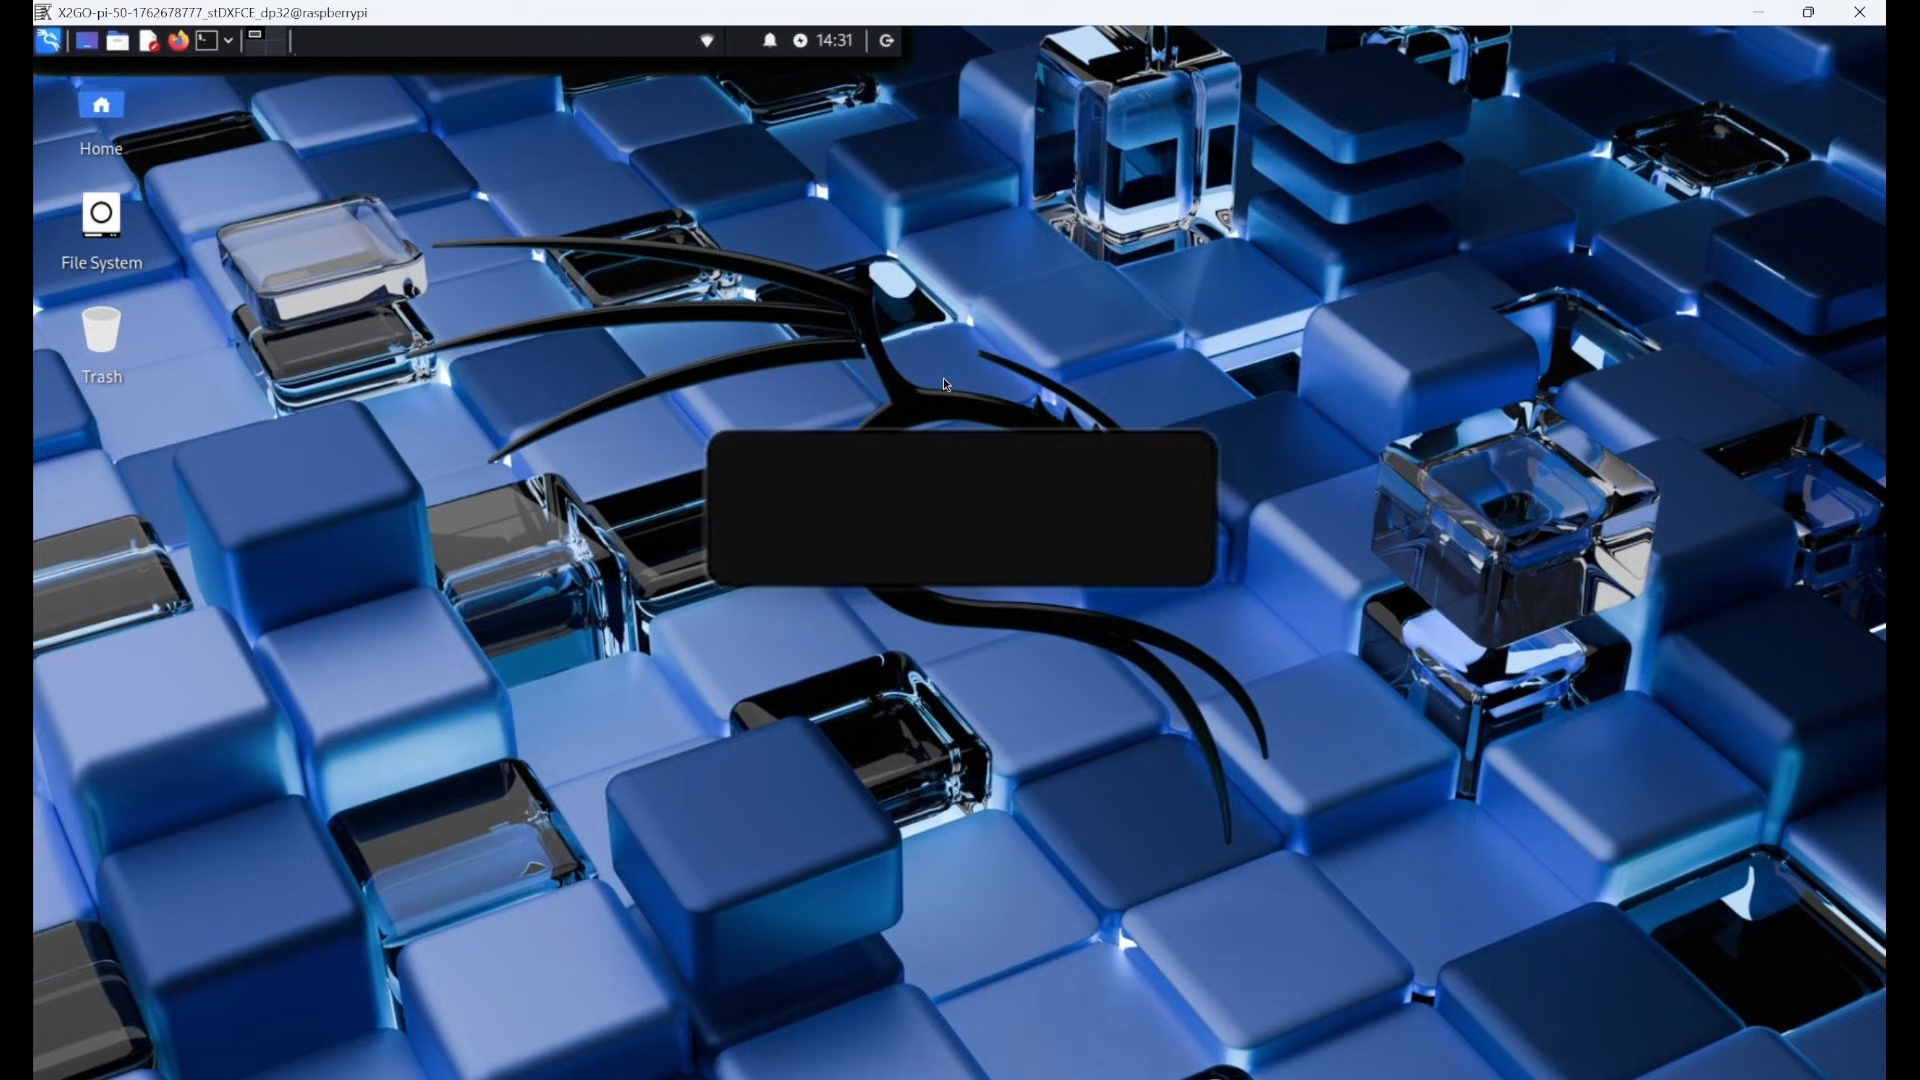 X2GO-pi-50-1762678777_stDXFCE_dp32@raspberrypi
14:31
Home
File System
Trash